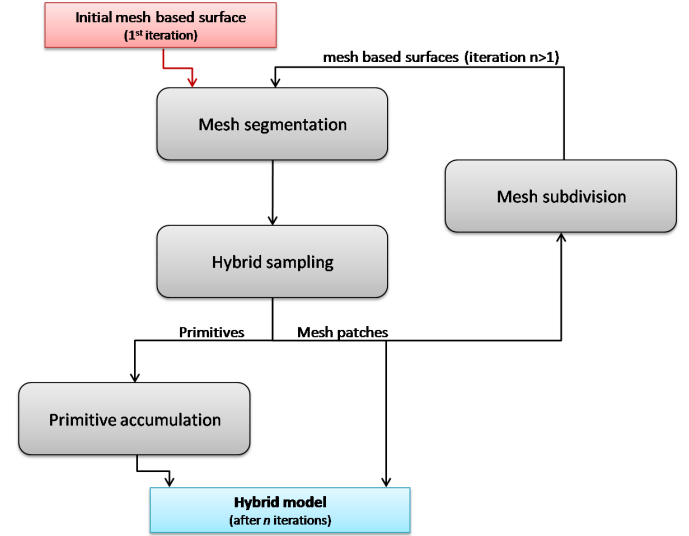 Initial mesh based surface
(1st iteration)
mesh based surfaces (iteration n>1)
Mesh segmentation
Mesh subdivision
Hybrid sampling
Primitives
Mesh patches
Primitive accumulation
Hybrid model
(after n iterations)